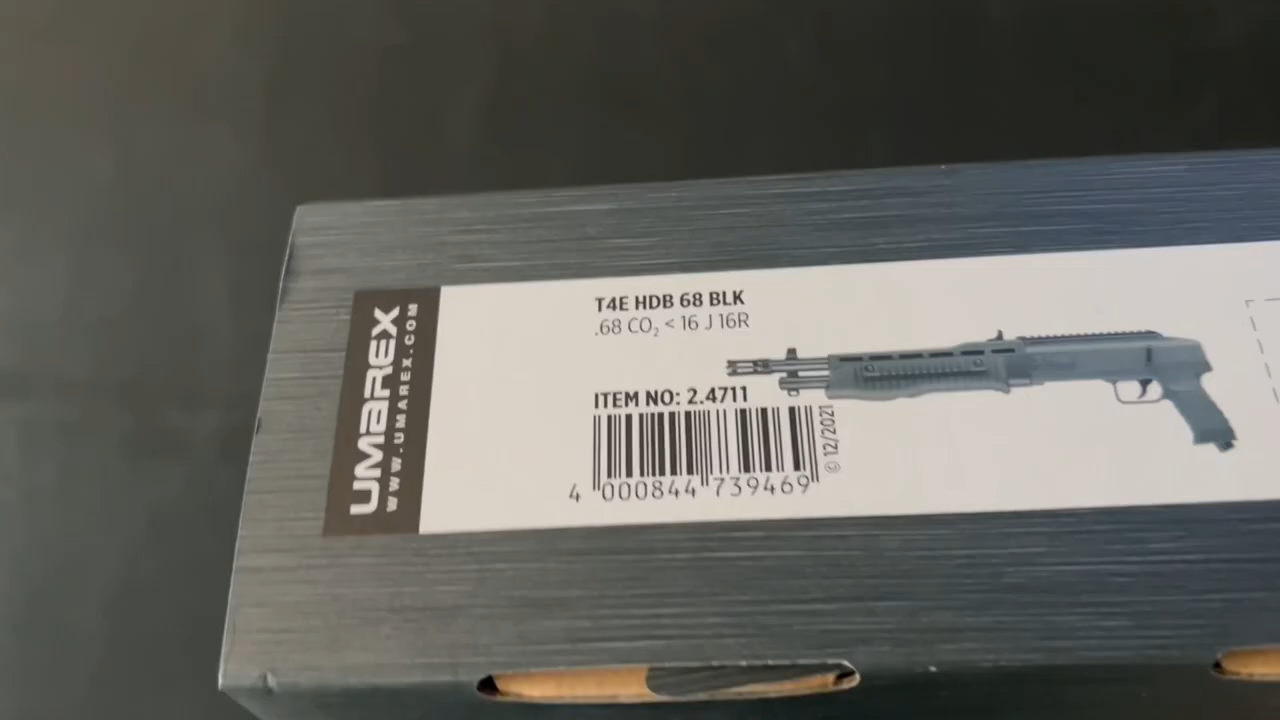 UMAREX
WWW.UMAREX.COM
T4E HDB 68 BLK
.68 CO₂ < 16 J 16R
ITEM NO: 2.4711
© 12/2021
4 000844 739469